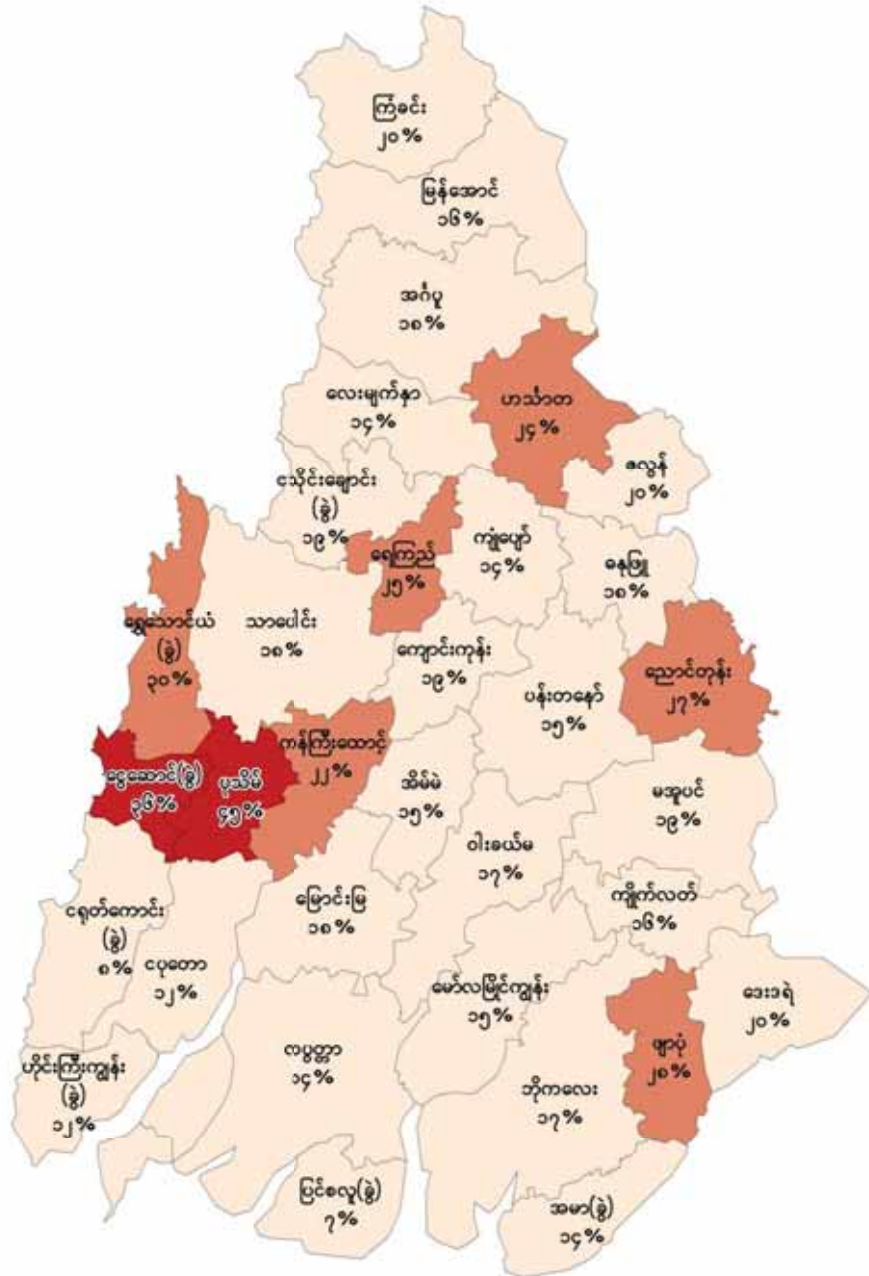 ကြံခင်း
၂၀%
မြန်အောင်
၁၆%
အင်္ဂပူ
၁၈%
လေးမျက်နှာ
၁၄%
ဟင်္သာတ
၂၄%
ဇလွန်
၂၀%
ငသိုင်းချောင်း
(ခွဲ)
၁၉%
ရေကြည်
၂၅%
ကျုံပျော်
၁၄%
ဓနုဖြူ
၁၈%
ရွှေသောင်ယံ
(ခွဲ)
၃၀%
သာပေါင်း
၁၈%
ကျောင်းကုန်း
၁၉%
ပန်းတနော်
၁၅%
ညောင်တုန်း
၂၇%
ငွေဆောင်(ခွဲ)
၃၆%
ပုသိမ်
၄၅%
ကန်ကြီးထောင့်
၂၂%
အိမ်မဲ
၁၅%
မအူပင်
၁၉%
ဝါးခယ်မ
၁၇%
ကျိုက်လတ်
၁၆%
ငရုတ်ကောင်း
(ခွဲ)
၈%
ငပုတော
၁၂%
မြောင်းမြ
၁၈%
မော်လမြိုင်ကျွန်း
၁၅%
ဒေးဒရဲ
၂၀%
ဖျာပုံ
၂၈%
ဟိုင်းကြီးကျွန်း
(ခွဲ)
၁၂%
လပွတ္တာ
၁၄%
ဘိုကလေး
၁၇%
ပြင်စလူ(ခွဲ)
၇%
အမာ(ခွဲ)
၁၄%